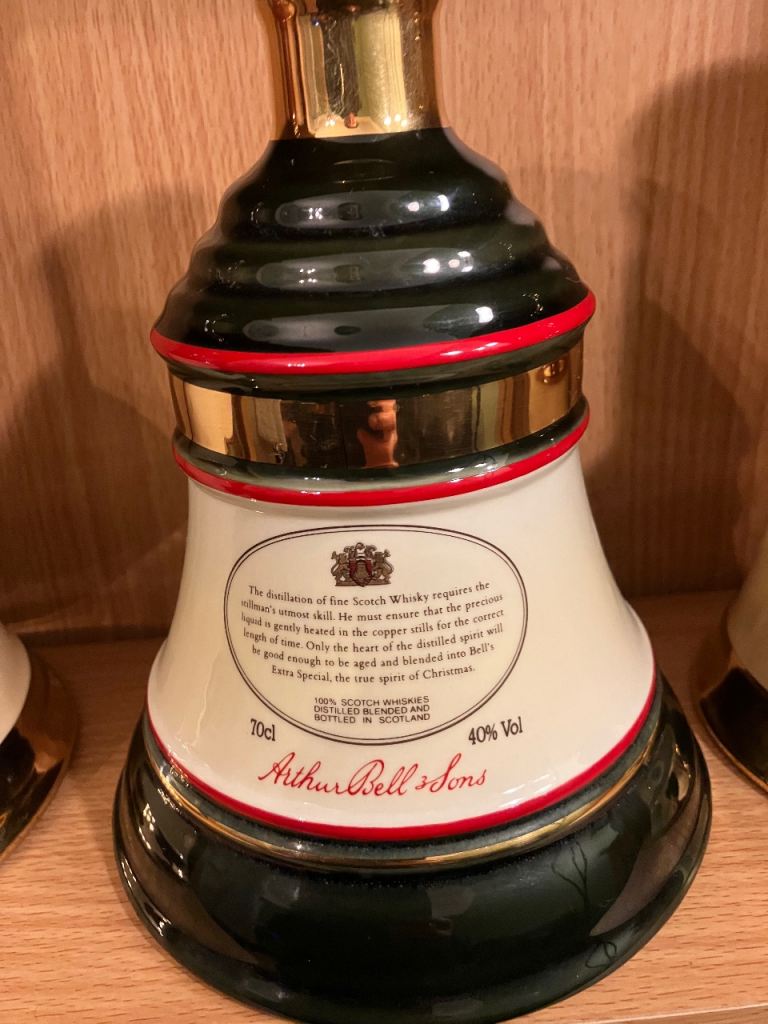 The distillation of fine Scotch Whisky requires the
stillman's utmost skill. He must ensure that the precious
liquid is gently heated in the copper stills for the correct
length of time. Only the heart of the distilled spirit will
be good enough to be aged and blended into Bell's
Extra Special, the true spirit of Christmas.
100% SCOTCH WHISKIES
DISTILLED BLENDED AND
BOTTLED IN SCOTLAND
70cl 40% Vol
Arthur Bell & Sons